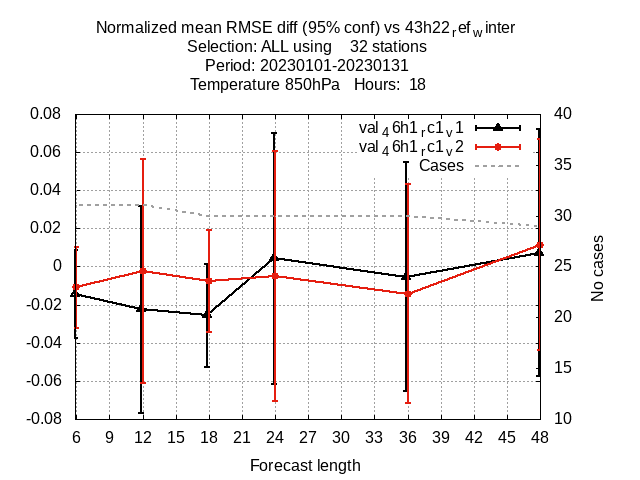 Normalized mean RMSE diff (95% conf) vs 43h22refwinter
Selection: ALL using 32 stations
Period: 20230101-20230131
Temperature 850hPa Hours: 18
val46h1rc1v1
val46h1rc1v2
Cases
0.08
0.06
0.04
0.02
0
-0.02
-0.04
-0.06
-0.08
40
35
30
25
20
15
10
No cases
6 9 12 15 18 21 24 27 30 33 36 39 42 45 48
Forecast length